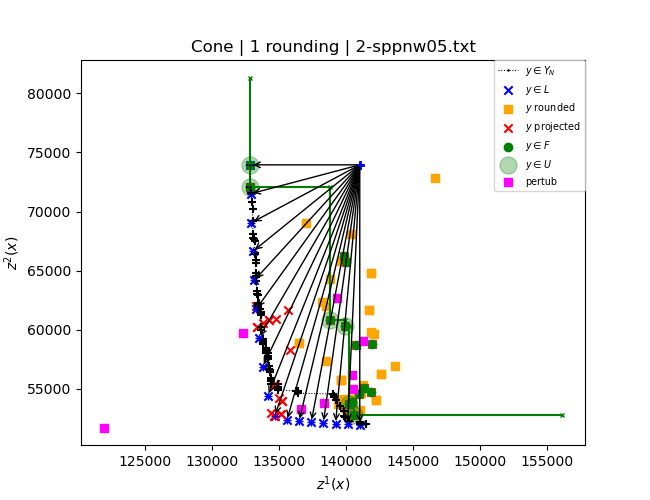 Cone | 1 rounding | 2-sppnw05.txt
z²(x)
80000
75000
70000
65000
60000
55000
y ∈ Y_N
y ∈ L
y rounded
y projected
y ∈ F
y ∈ U
pertub
125000 130000 135000 140000 145000 150000 155000
z¹(x)